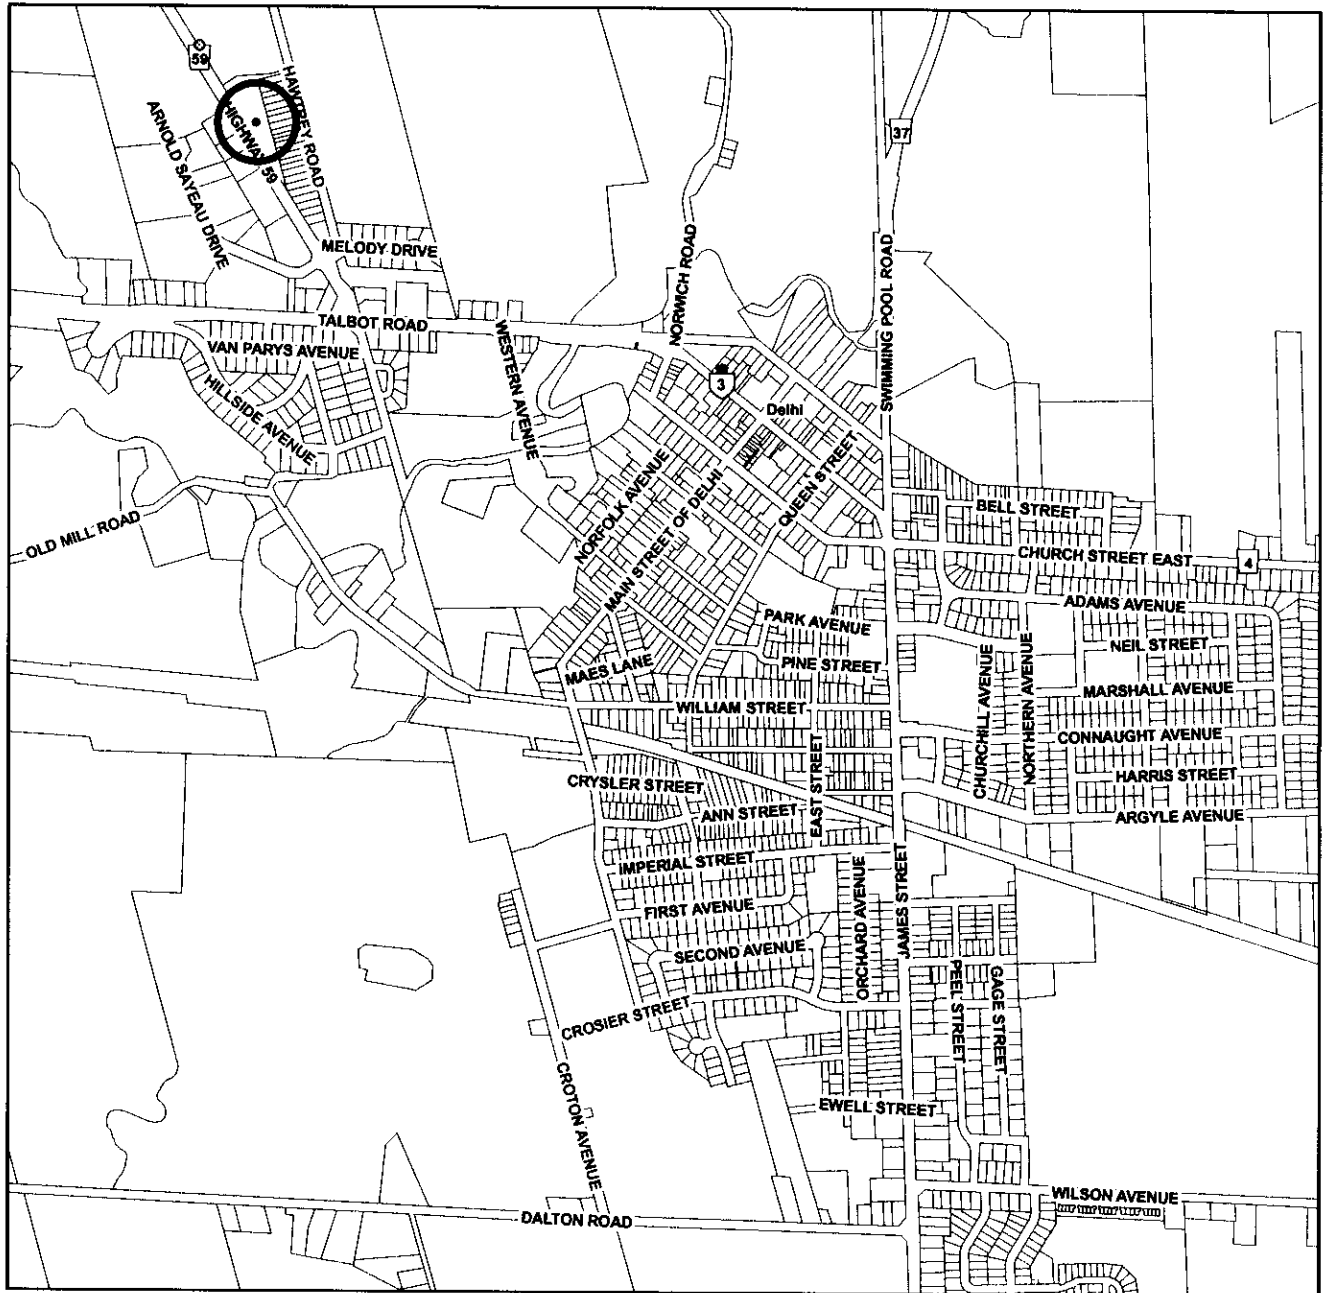 59
HAWTREY ROAD
HIGHWAY 59
ARNOLD SAYEAU DRIVE
37
MELODY DRIVE
NORWICH ROAD
SWIMMING POOL ROAD
TALBOT ROAD
WESTERN AVENUE
VAN PARYS AVENUE
HILLSIDE AVENUE
3
Delhi
QUEEN STREET
NORFOLK AVENUE
MAIN STREET OF DELHI
OLD MILL ROAD
BELL STREET
CHURCH STREET EAST
4
ADAMS AVENUE
PARK AVENUE
NEIL STREET
PINE STREET
MAES LANE
CHURCHILL AVENUE
NORTHERN AVENUE
MARSHALL AVENUE
WILLIAM STREET
CONNAUGHT AVENUE
CRYSLER STREET
EAST STREET
HARRIS STREET
ANN STREET
ARGYLE AVENUE
IMPERIAL STREET
ORCHARD AVENUE
JAMES STREET
FIRST AVENUE
SECOND AVENUE
PEEL STREET
GAGE STREET
CROSIER STREET
CROTON AVENUE
EWELL STREET
WILSON AVENUE
DALTON ROAD